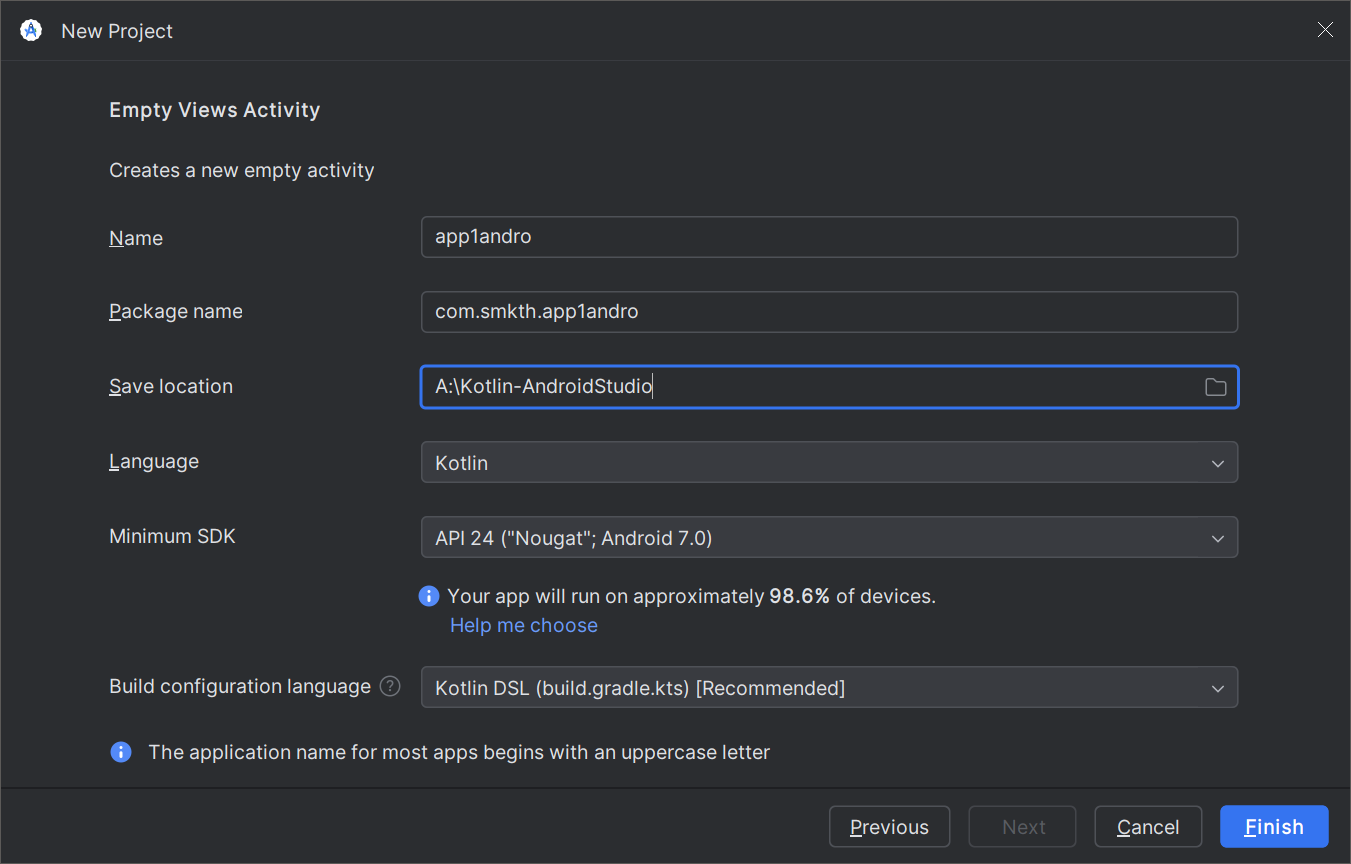 New Project
Empty Views Activity
Creates a new empty activity
Name app1andro
Package name com.smkth.app1andro
Save location A:\Kotlin-AndroidStudio
Language Kotlin
Minimum SDK API 24 ("Nougat"; Android 7.0)
Your app will run on approximately 98.6% of devices.
Help me choose
Build configuration language ? Kotlin DSL (build.gradle.kts) [Recommended]
The application name for most apps begins with an uppercase letter
Previous Next Cancel Finish